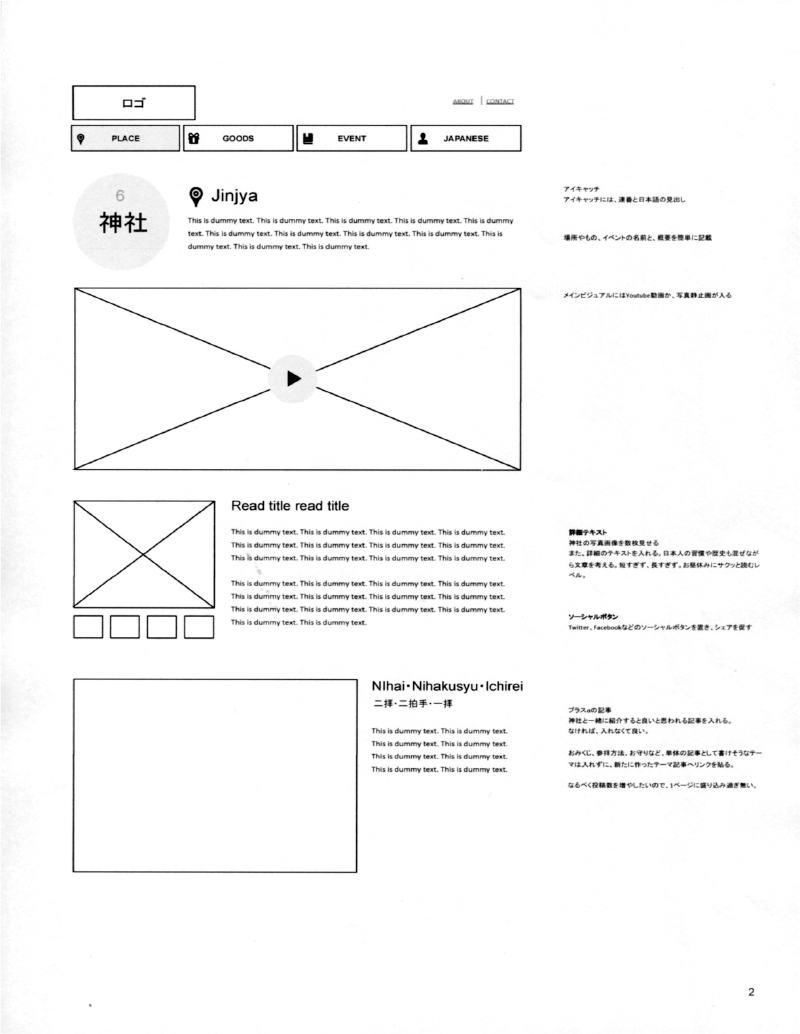 ロゴ
ABOUT | CONTACT
PLACE
GOODS
EVENT
JAPANESE
6
神社
Jinjya
This is dummy text. This is dummy text. This is dummy text. This is dummy text. This is dummy
text. This is dummy text. This is dummy text. This is dummy text. This is dummy text. This is
dummy text. This is dummy text. This is dummy text.
アイキャッチ
アイキャッチには、連番と日本語の見出し
場所やもの、イベントの名前と、概要を簡単に記載
メインビジュアルにはYoutube動画か、写真静止画が入る
Read title read title
This is dummy text. This is dummy text. This is dummy text. This is dummy text.
This is dummy text. This is dummy text. This is dummy text. This is dummy text.
This is dummy text. This is dummy text. This is dummy text. This is dummy text.
This is dummy text. This is dummy text. This is dummy text. This is dummy text.
This is dummy text. This is dummy text. This is dummy text. This is dummy text.
This is dummy text. This is dummy text. This is dummy text. This is dummy text.
This is dummy text. This is dummy text.
詳細テキスト
神社の写真画像を数枚見せる
また、詳細のテキストを入れる。日本人の習慣や歴史も混ぜなが
ら文章を考える。短すぎず、長すぎず。お昼休みにサクッと読むレ
ベル。
ソーシャルボタン
Twitter、Facebookなどのソーシャルボタンを置き、シェアを促す
NIhai・Nihakusyu・Ichirei
二拝・二拍手・一拝
This is dummy text. This is dummy text.
This is dummy text. This is dummy text.
This is dummy text. This is dummy text.
This is dummy text. This is dummy text.
プラスαの記事
神社と一緒に紹介すると良いと思われる記事を入れる。
なければ、入れなくて良い。
おみくじ、参拝方法、お守りなど、単体の記事として書けそうなテー
マは入れずに、新たに作ったテーマ記事へリンクを貼る。
なるべく投稿数を増やしたいので、1ページに盛り込み過ぎ無い。
2